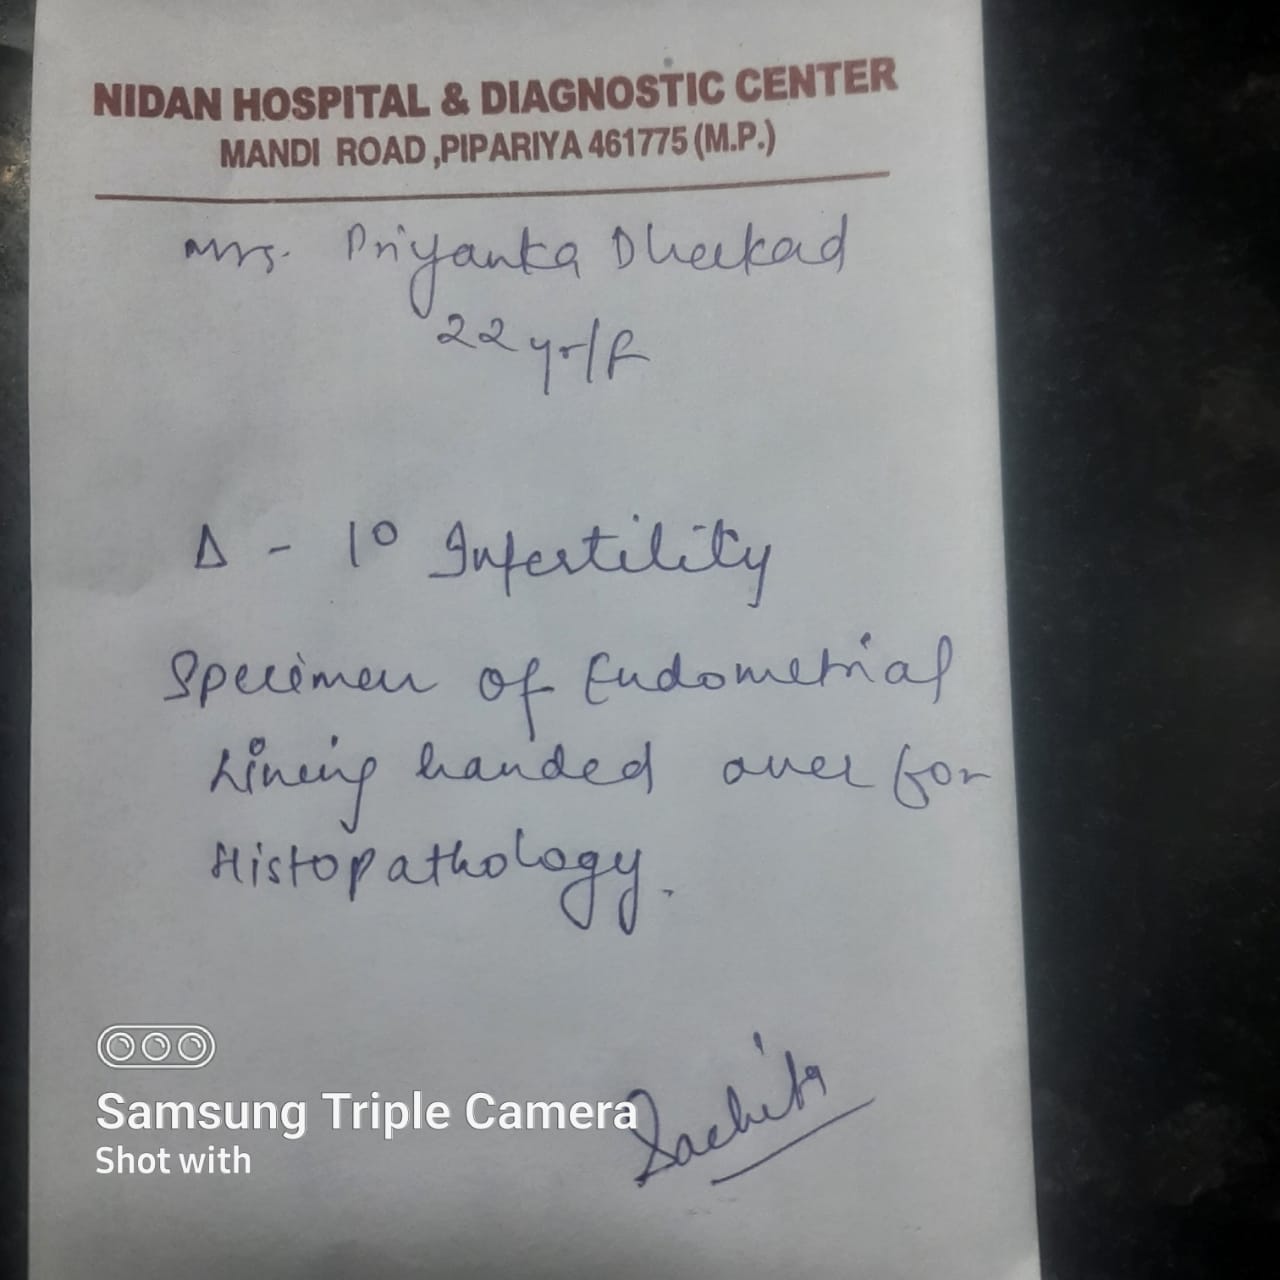 NIDAN HOSPITAL & DIAGNOSTIC CENTER
MANDI ROAD ,PIPARIYA 461775 (M.P.)
Mrs. Priyanka Dhakad
22 yr/F
Δ - 1° Infertility
Specimen of Endometrial
Lining handed over for
Histopathology.
Sachita
Samsung Triple Camera
Shot with